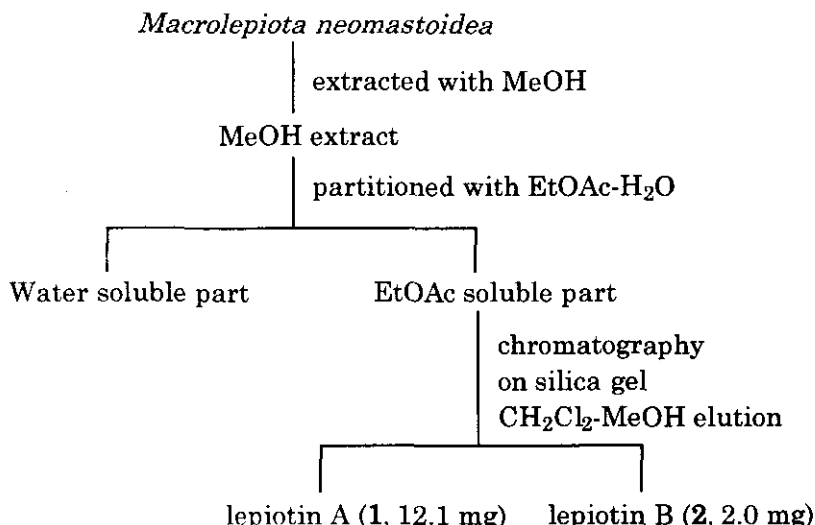 Macrolepiota neomastoidea
extracted with MeOH
MeOH extract
partitioned with EtOAc-H₂O
Water soluble part
EtOAc soluble part
chromatography
on silica gel
CH₂Cl₂-MeOH elution
lepiotin A (1, 12.1 mg)
lepiotin B (2, 2.0 mg)